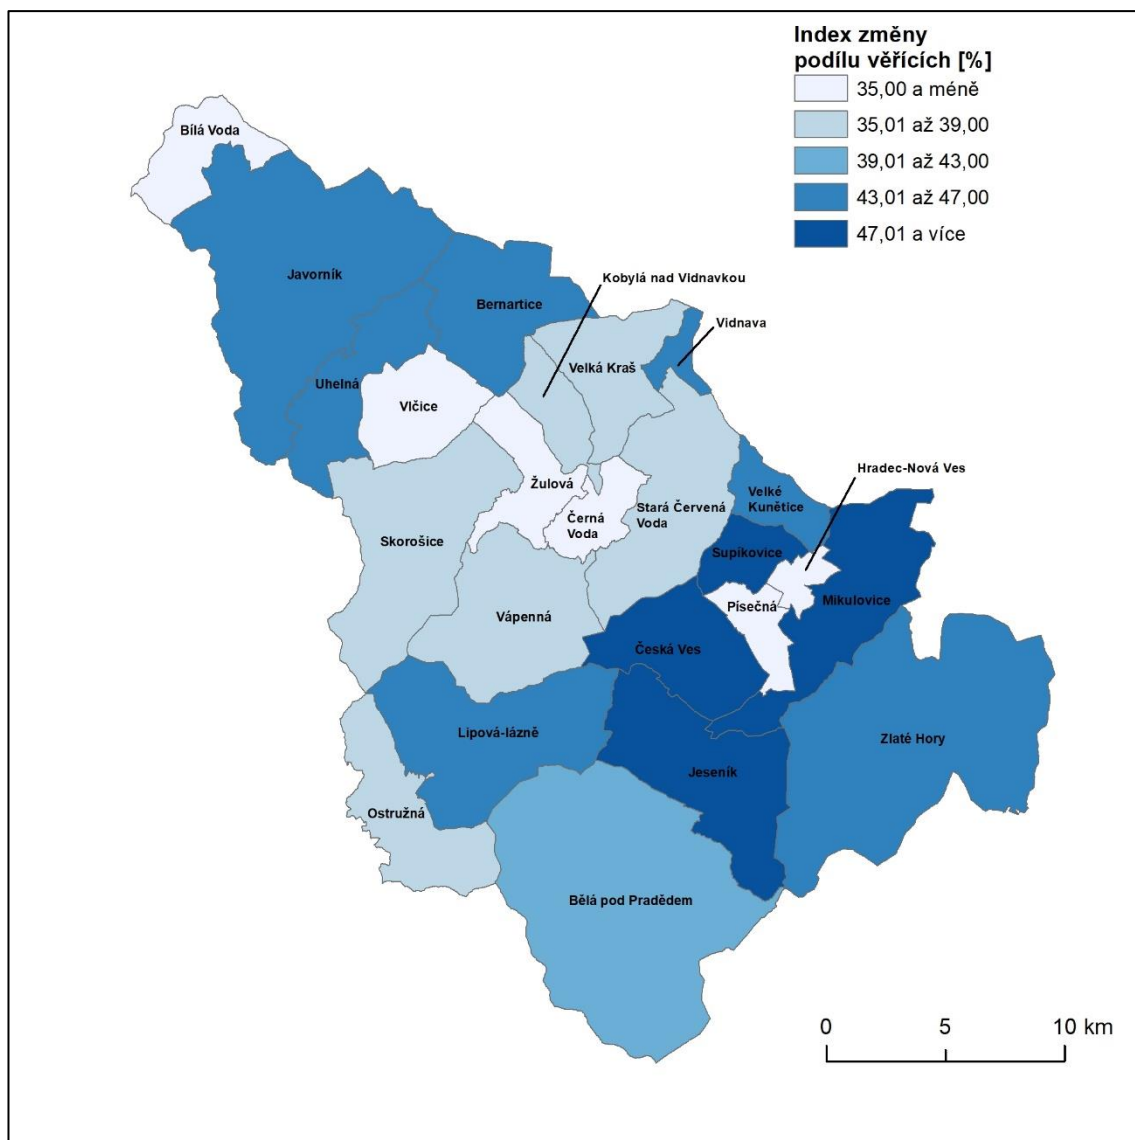 Index změny
podílu věřících [%]
35,00 a méně
35,01 až 39,00
39,01 až 43,00
43,01 až 47,00
47,01 a více
Bílá Voda
Javorník
Bernartice
Kobylá nad Vidnavkou
Vidnava
Velká Kraš
Uhelná
Vlčice
Žulová
Hradec-Nová Ves
Velké
Kunětice
Stará Červená
Voda
Černá
Voda
Skorošice
Supíkovice
Mikulovice
Písečná
Vápenná
Česká Ves
Lipová-lázně
Zlaté Hory
Jeseník
Ostružná
Bělá pod Pradědem
0 5 10 km